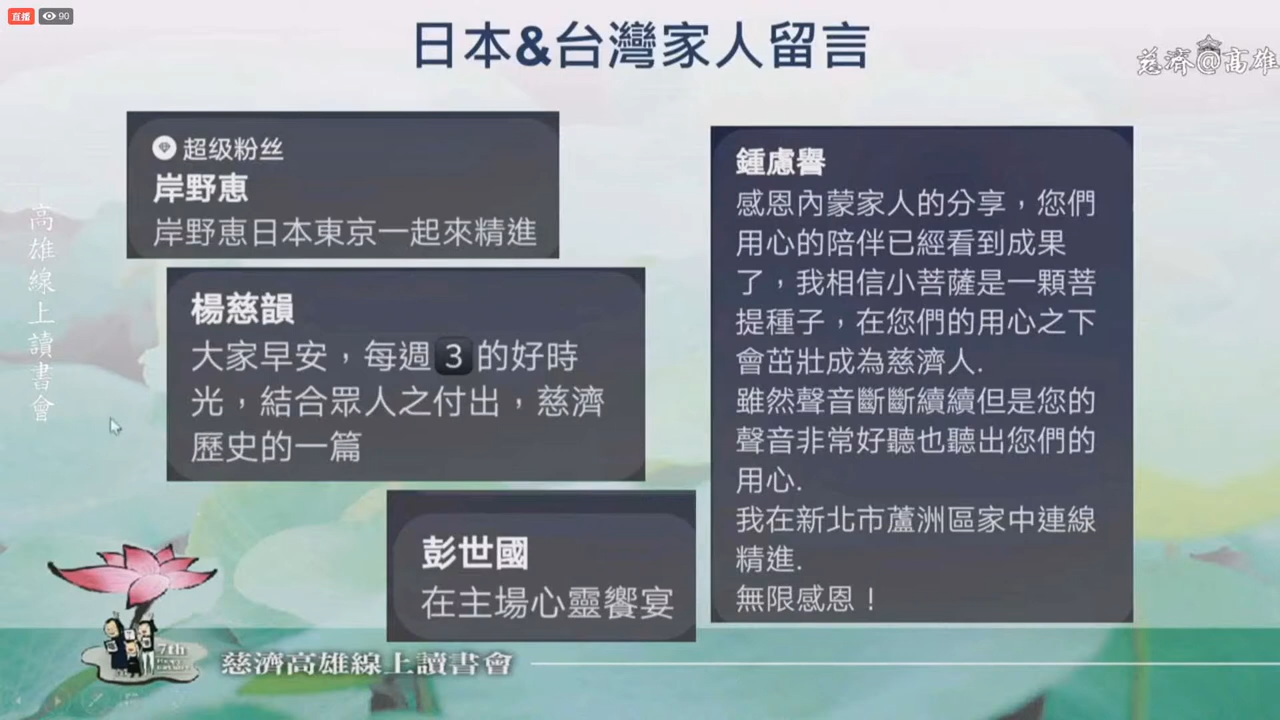 直播 90
日本&台灣家人留言
慈濟@高雄
超级粉丝
岸野恵
岸野恵日本東京一起來精進
楊慈韻
大家早安，每週3的好時
光，結合眾人之付出，慈濟
歷史的一篇
彭世國
在主場心靈饗宴
鍾慮譽
感恩內蒙家人的分享，您們
用心的陪伴已經看到成果
了，我相信小菩薩是一顆菩
提種子，在您們的用心之下
會茁壯成為慈濟人.
雖然聲音斷斷續續但是您的
聲音非常好聽也聽出您們的
用心.
我在新北市蘆洲區家中連線
精進.
無限感恩！
高雄線上讀書會
7th
慈濟高雄線上讀書會